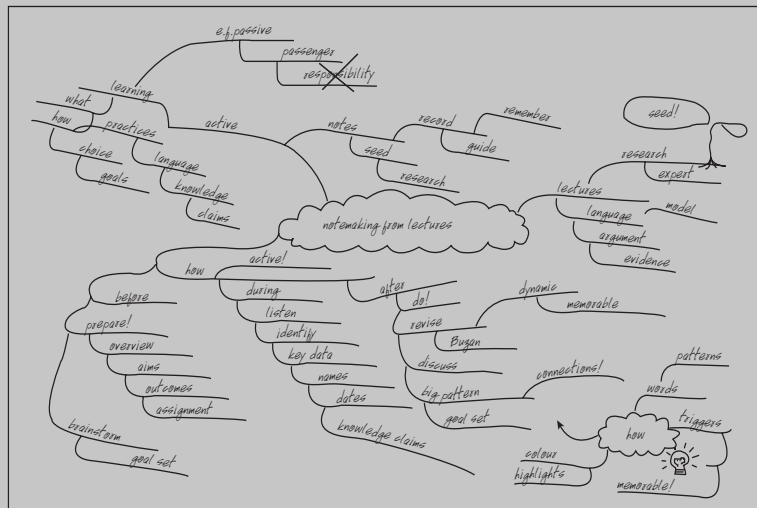 e.f.passive
passenger
responsibility
learning
what
how
practices
choice
goals
language
knowledge
claims
active
notes
record
remember
guide
seed
research
seed!
research
expert
lectures
language
model
argument
evidence
notemaking from lectures
how
active!
before
prepare!
overview
aims
outcomes
assignment
brainstorm
goal set
during
listen
identify
key data
names
dates
knowledge claims
after
do!
revise
Buzan
dynamic
memorable
discuss
big pattern
connections!
goal set
how
words
patterns
triggers
memorable!
colour
highlights